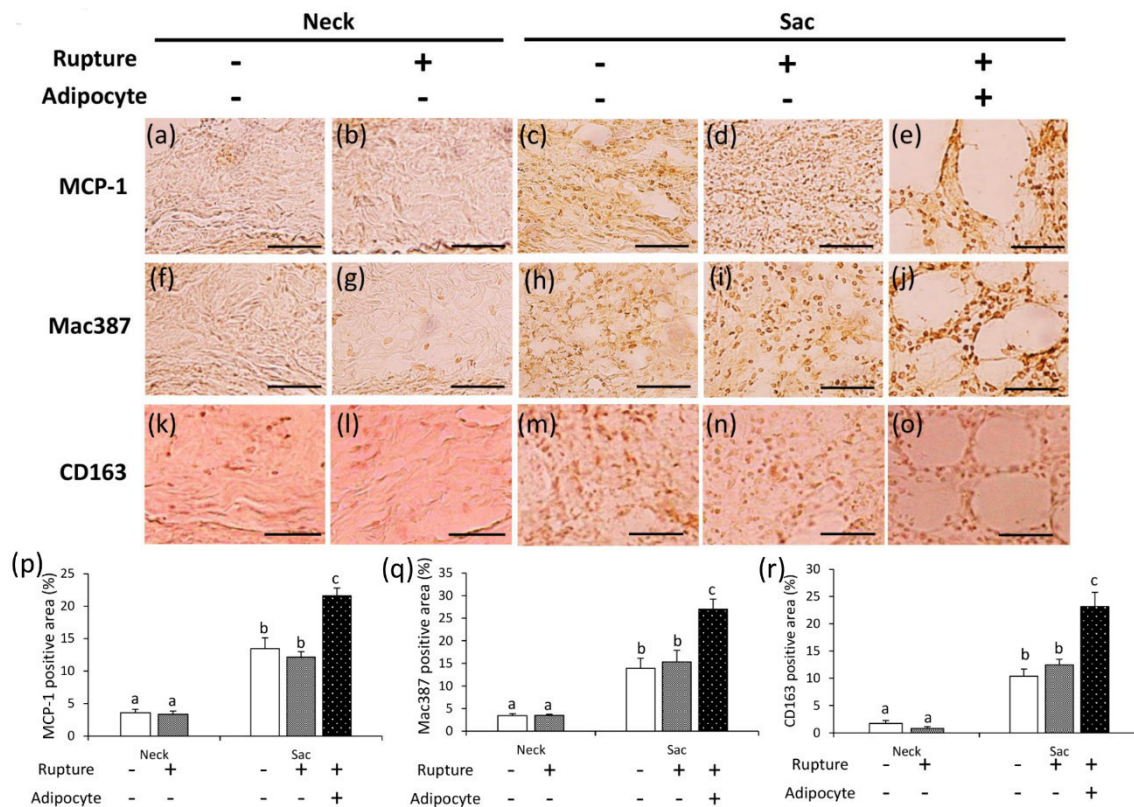 Neck Sac
Rupture - + - + +
Adipocyte - - - - +
(a) (b) (c) (d) (e)
MCP-1
(f) (g) (h) (i) (j)
Mac387
(k) (l) (m) (n) (o)
CD163
(p)
MCP-1 positive area (%)
25
20
15
10
5
0
a a b b c
Neck Sac
Rupture - + - + +
Adipocyte - - - - +
(q)
Mac387 positive area (%)
35
30
25
20
15
10
5
0
a a b b c
Neck Sac
Rupture - + - + +
Adipocyte - - - - +
(r)
CD163 positive area (%)
30
25
20
15
10
5
0
a a b b c
Neck Sac
Rupture - + - + +
Adipocyte - - - - +